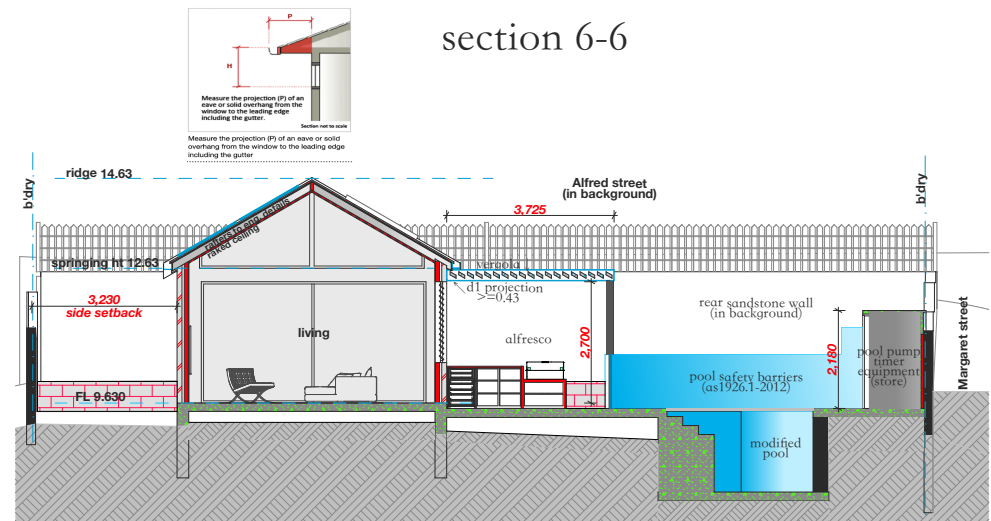 section 6-6
P
H
Measure the projection (P) of an
eave or solid overhang from the
window to the leading edge
including the gutter.
Section not to scale
Measure the projection (P) of an eave or solid
overhang from the window to the leading edge
including the gutter
ridge 14.63
b'dry
Alfred street
(in background)
b'dry
3,725
rafters to eng. details
raked ceiling
springing ht 12.63
vergola
d1 projection
>=0.43
3,230
side setback
rear sandstone wall
(in background)
living
alfresco
2,700
2,180
pool pump
timer
equipment
(store)
pool safety barriers
(as1926.1-2012)
Margaret street
FL 9.630
modified
pool